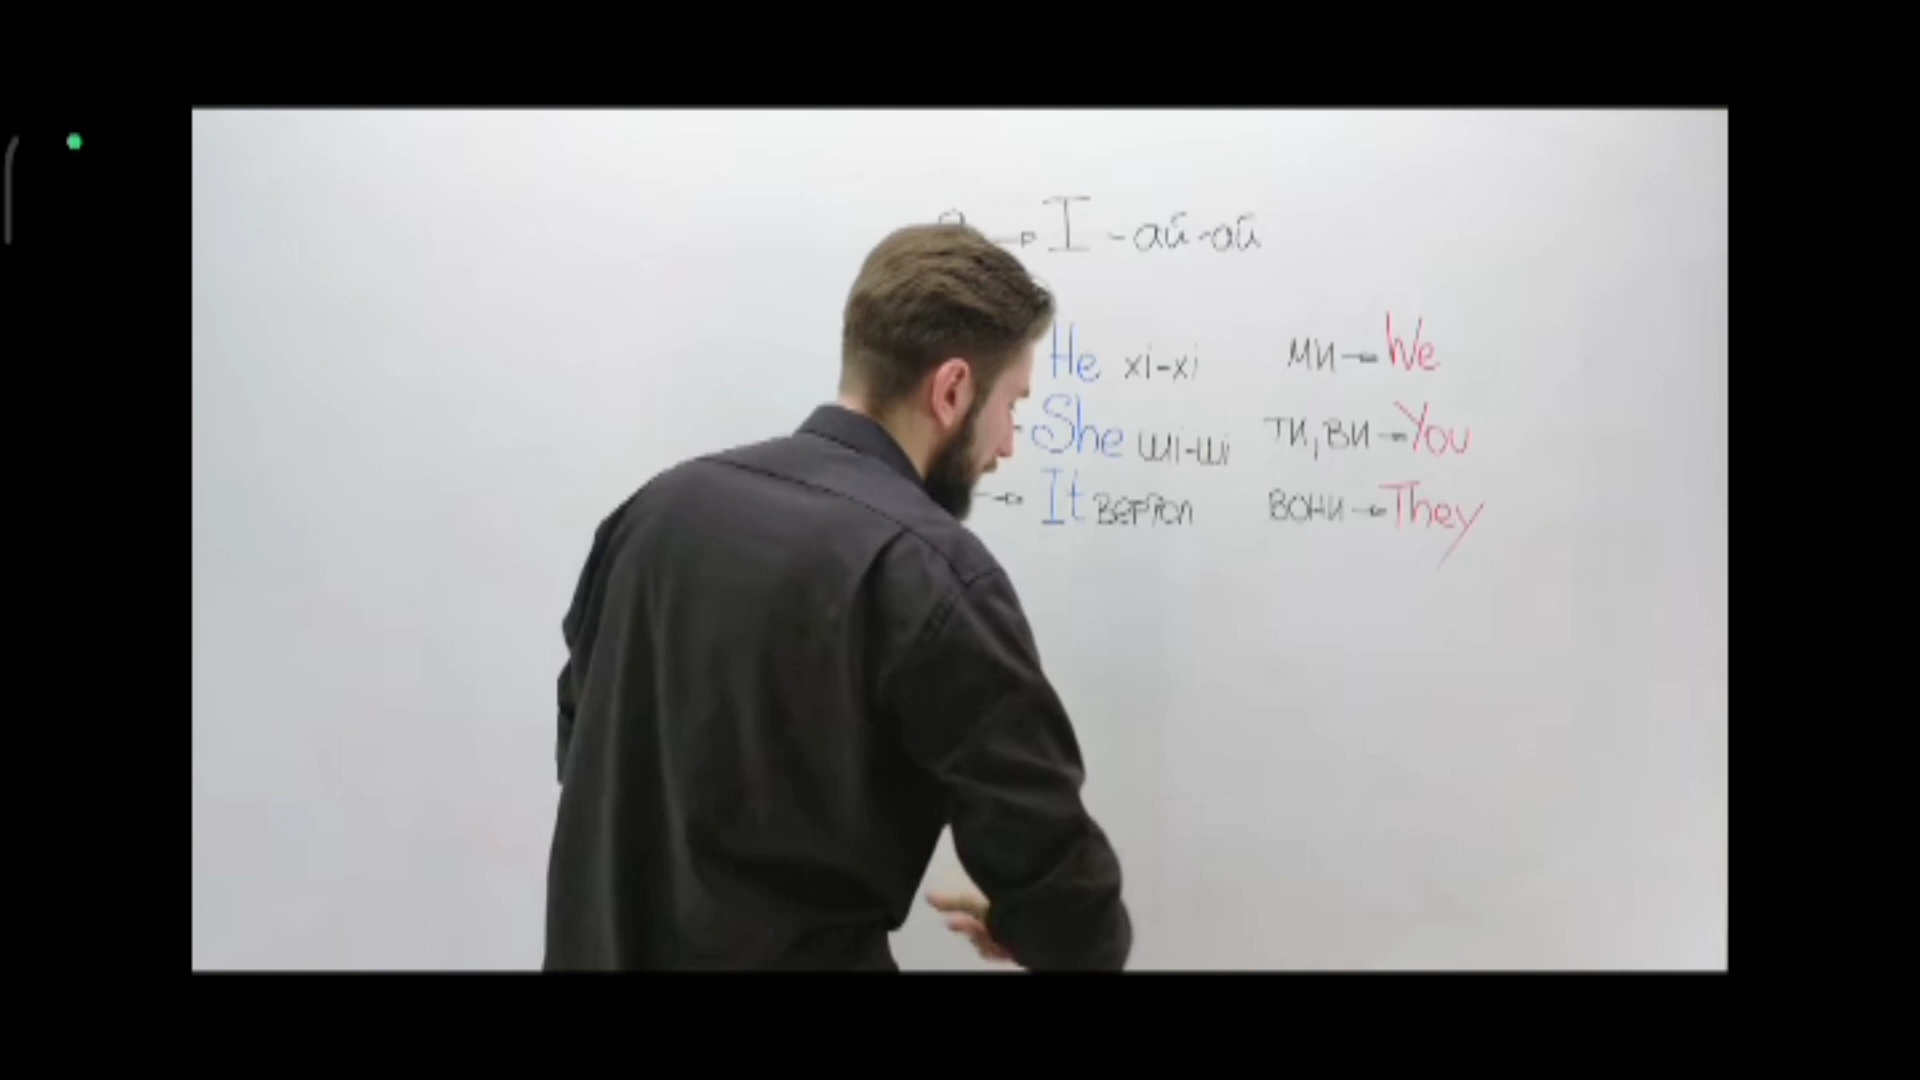 I - ай-ай
He хі-хі
She ші-ші
It
ми We
ти, ви You
вони They